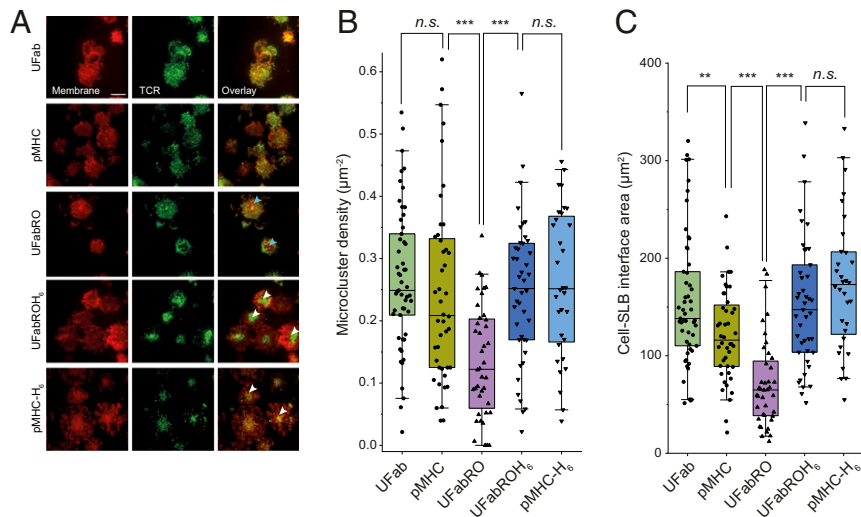 A
UFab
Membrane TCR Overlay
pMHC
UFabRO
UFabROH₆
pMHC-H₆
B
n.s. *** *** n.s.
Microcluster density (µm⁻²)
0.6
0.5
0.4
0.3
0.2
0.1
0.0
UFab pMHC UFabRO UFabROH₆ pMHC-H₆
C
** *** *** n.s.
Cell-SLB interface area (µm²)
400
300
200
100
0
UFab pMHC UFabRO UFabROH₆ pMHC-H₆